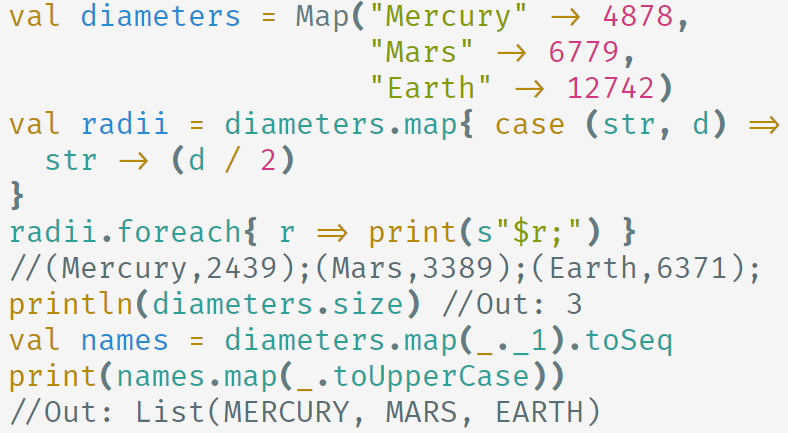 val diameters = Map("Mercury" -> 4878,
                    "Mars" -> 6779,
                    "Earth" -> 12742)
val radii = diameters.map{ case (str, d) =>
  str -> (d / 2)
}
radii.foreach{ r => print(s"$r;") }
//(Mercury,2439);(Mars,3389);(Earth,6371);
println(diameters.size) //Out: 3
val names = diameters.map(_._1).toSeq
print(names.map(_.toUpperCase))
//Out: List(MERCURY, MARS, EARTH)